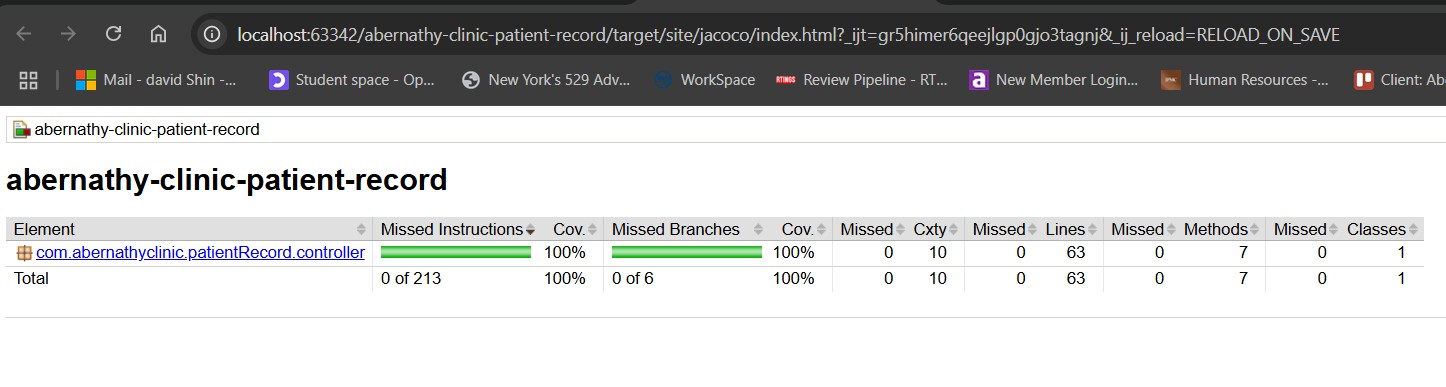 localhost:63342/abernathy-clinic-patient-record/target/site/jacoco/index.html?_ijt=gr5himer6qeejlgp0gjo3tagnj&_ij_reload=RELOAD_ON_SAVE
Mail - david Shin -... Student space - Op... New York's 529 Adv... WorkSpace RTINGS Review Pipeline - RT... a New Member Login... Human Resources -... Client: Ab
abernathy-clinic-patient-record
abernathy-clinic-patient-record
Element Missed Instructions Cov. Missed Branches Cov. Missed Cxty Missed Lines Missed Methods Missed Classes
com.abernathyclinic.patientRecord.controller 100% 100% 0 10 0 63 0 7 0 1
Total 0 of 213 100% 0 of 6 100% 0 10 0 63 0 7 0 1